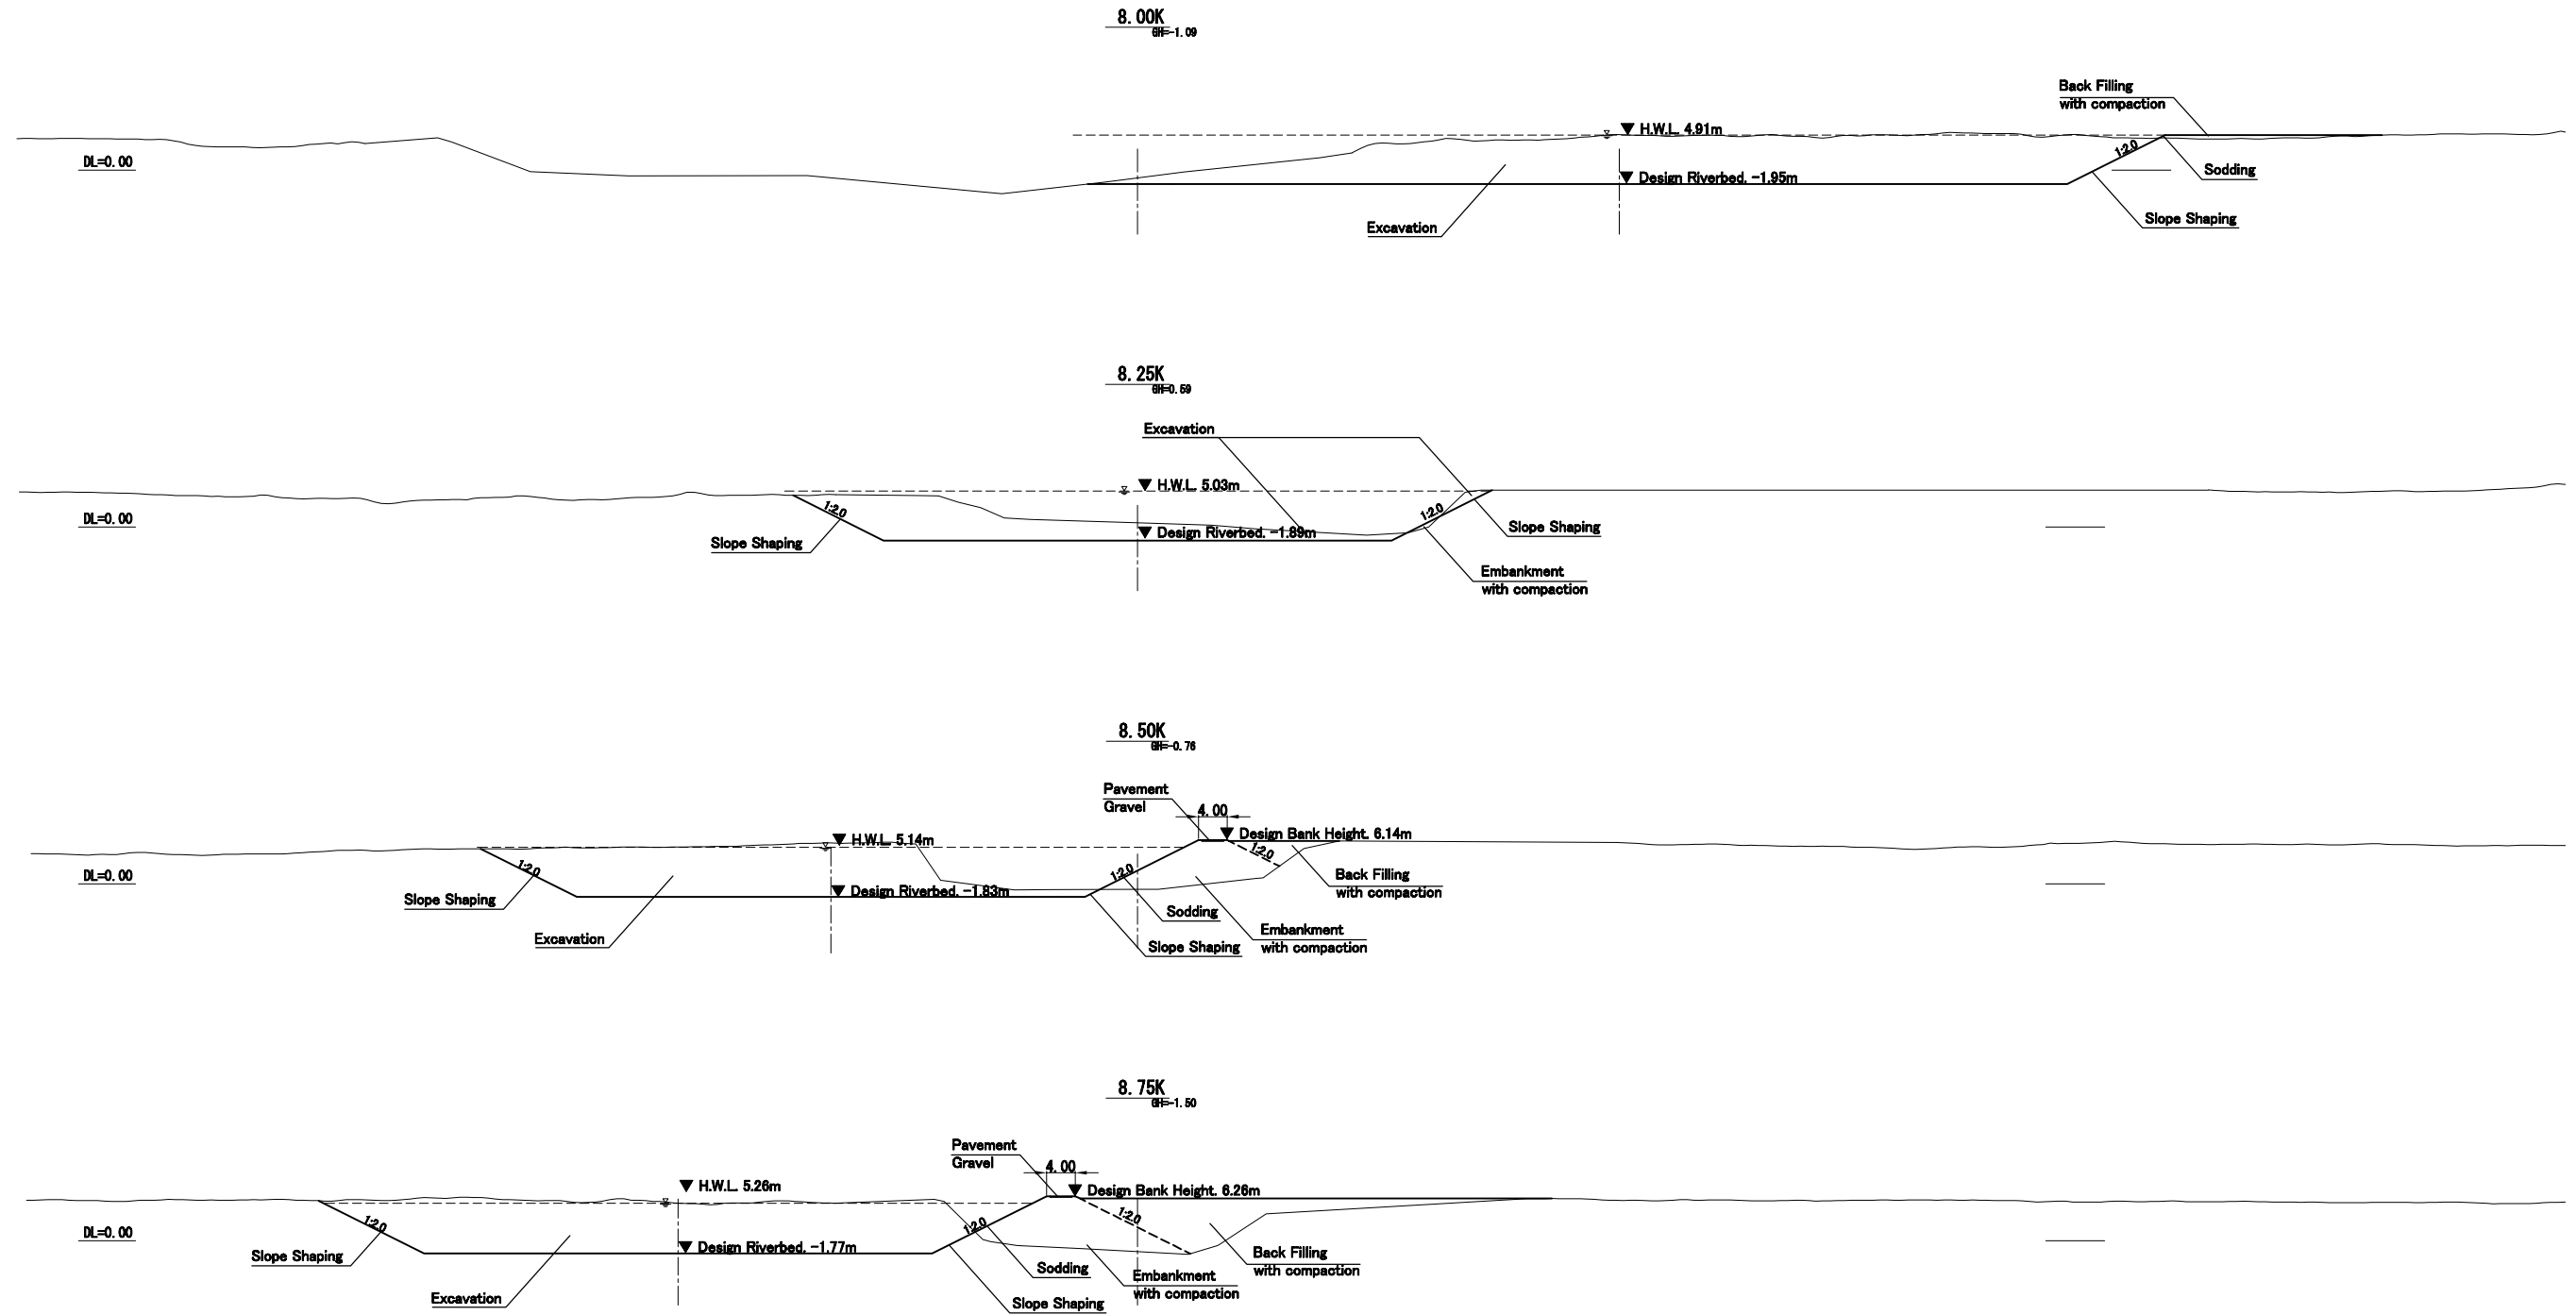 8.00K
GH=-1.09
Back Filling
with compaction
H.W.L. 4.91m
DL=0.00
1:2.0
Sodding
Design Riverbed. -1.95m
Slope Shaping
Excavation
8.25K
GH=0.59
Excavation
H.W.L. 5.03m
1:2.0
1:2.0
DL=0.00
Slope Shaping
Design Riverbed. -1.89m
Slope Shaping
Embankment
with compaction
8.50K
GH=-0.76
Pavement
Gravel
4.00
H.W.L. 5.14m
Design Bank Height. 6.14m
1:2.0
1:2.0
1:2.0
DL=0.00
Back Filling
with compaction
Slope Shaping
Design Riverbed. -1.83m
Sodding
Excavation
Embankment
with compaction
Slope Shaping
8.75K
GH=-1.50
Pavement
Gravel
4.00
H.W.L. 5.26m
Design Bank Height. 6.26m
1:2.0
1:2.0
1:2.0
DL=0.00
Slope Shaping
Design Riverbed. -1.77m
Back Filling
with compaction
Sodding
Embankment
with compaction
Excavation
Slope Shaping